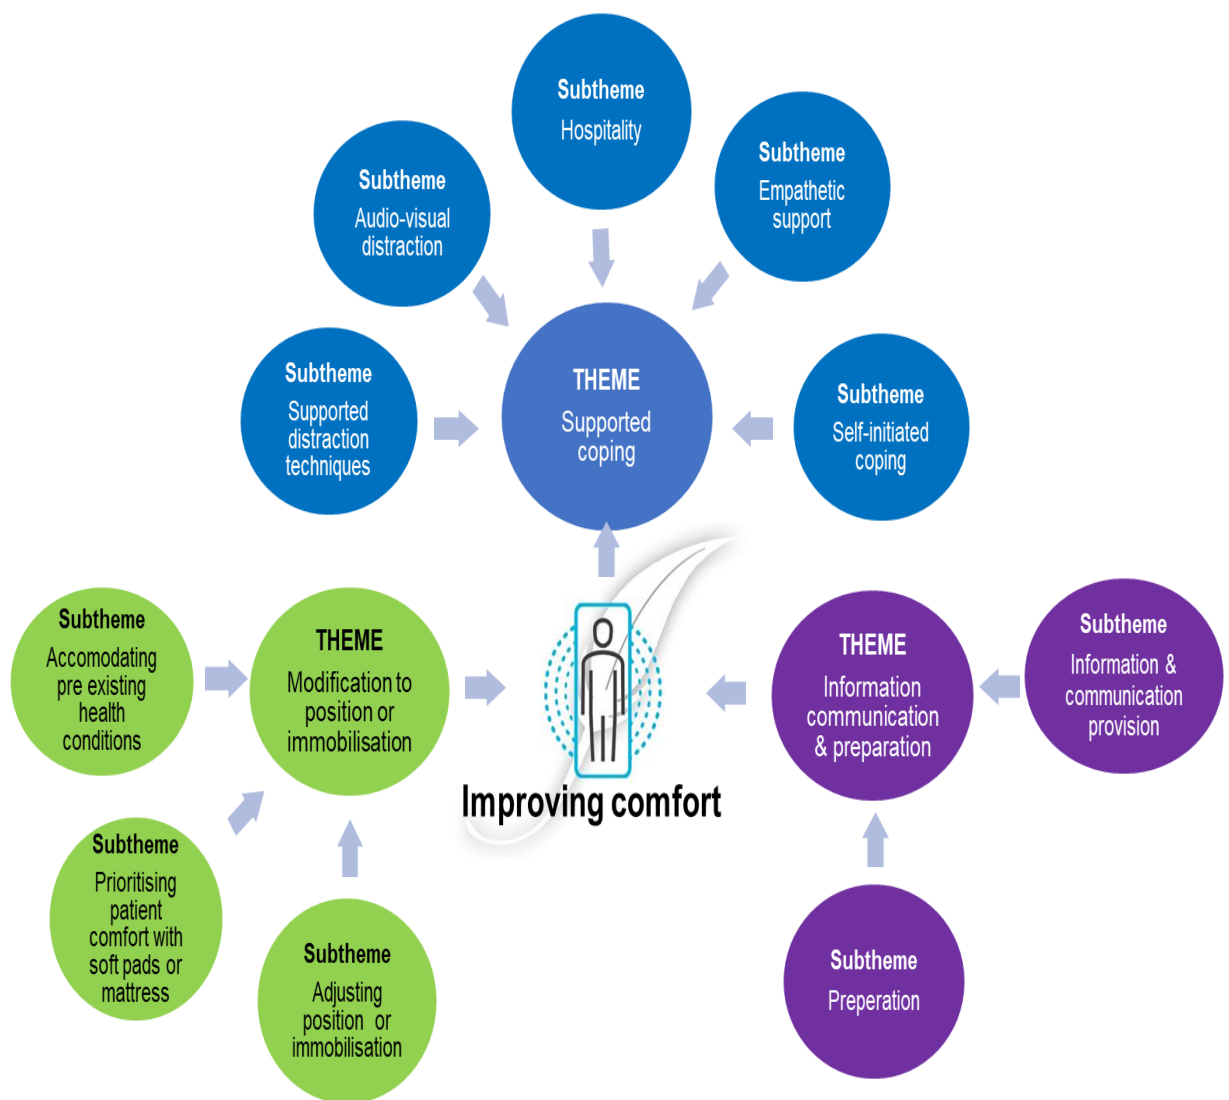 Subtheme
Hospitality
Subtheme
Empathetic
support
Subtheme
Audio-visual
distraction
Subtheme
Supported
distraction
techniques
THEME
Supported
coping
Subtheme
Self-initiated
coping
Subtheme
Accomodating
pre existing
health
conditions
THEME
Modification to
position or
immobilisation
Improving comfort
THEME
Information
communication
& preparation
Subtheme
Information &
communication
provision
Subtheme
Prioritising
patient
comfort with
soft pads or
mattress
Subtheme
Adjusting
position or
immobilisation
Subtheme
Preperation